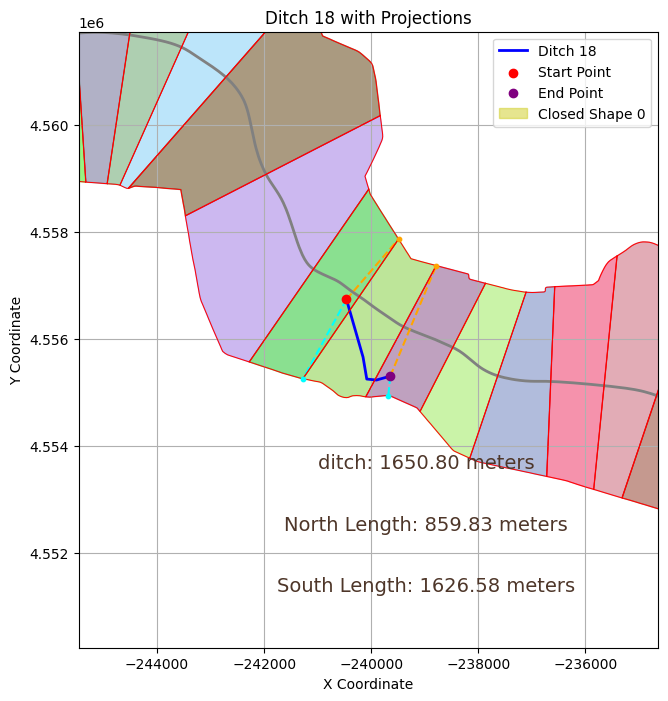 Ditch 18 with Projections
1e6
Ditch 18
Start Point
End Point
Closed Shape 0
4.560
4.558
4.556
4.554
4.552
Y Coordinate
ditch: 1650.80 meters
North Length: 859.83 meters
South Length: 1626.58 meters
−244000 −242000 −240000 −238000 −236000
X Coordinate